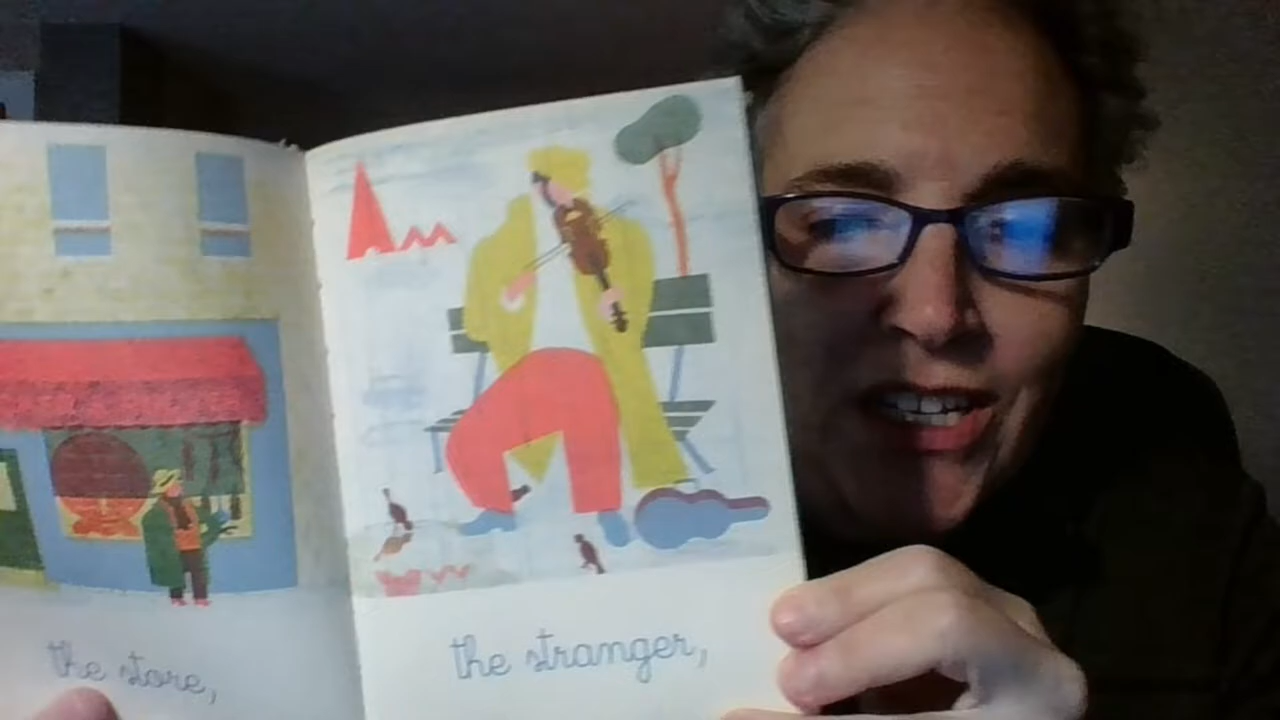 the store,
the stranger,